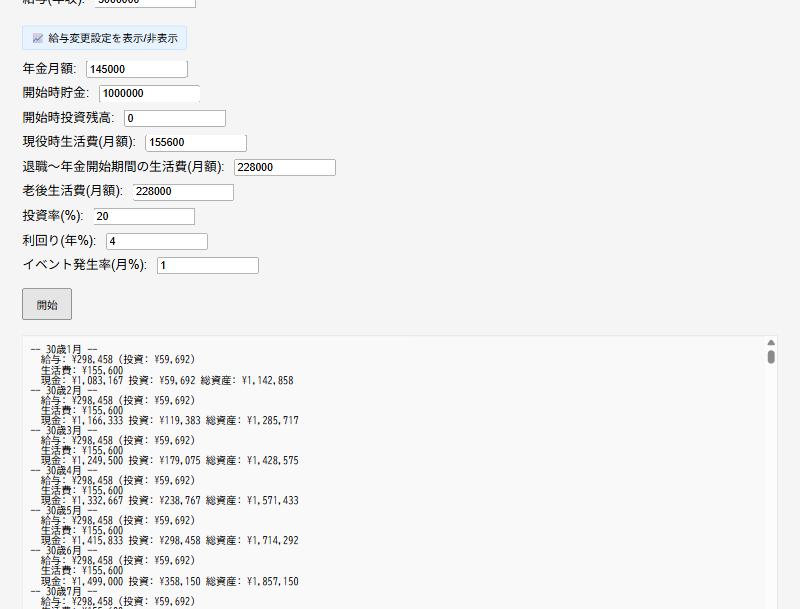 給与(年収): 5000000
給与変更設定を表示/非表示
年金月額: 145000
開始時貯金: 1000000
開始時投資残高: 0
現役時生活費(月額): 155600
退職～年金開始期間の生活費(月額): 228000
老後生活費(月額): 228000
投資率(%): 20
利回り(年%): 4
イベント発生率(月%): 1
開始
-- 30歳1月 --
給与: ¥298,458 (投資: ¥59,692)
生活費: ¥155,600
現金: ¥1,083,167 投資: ¥59,692 総資産: ¥1,142,858
-- 30歳2月 --
給与: ¥298,458 (投資: ¥59,692)
生活費: ¥155,600
現金: ¥1,166,333 投資: ¥119,383 総資産: ¥1,285,717
-- 30歳3月 --
給与: ¥298,458 (投資: ¥59,692)
生活費: ¥155,600
現金: ¥1,249,500 投資: ¥179,075 総資産: ¥1,428,575
-- 30歳4月 --
給与: ¥298,458 (投資: ¥59,692)
生活費: ¥155,600
現金: ¥1,332,667 投資: ¥238,767 総資産: ¥1,571,433
-- 30歳5月 --
給与: ¥298,458 (投資: ¥59,692)
生活費: ¥155,600
現金: ¥1,415,833 投資: ¥298,458 総資産: ¥1,714,292
-- 30歳6月 --
給与: ¥298,458 (投資: ¥59,692)
生活費: ¥155,600
現金: ¥1,499,000 投資: ¥358,150 総資産: ¥1,857,150
-- 30歳7月 --
給与: ¥298,458 (投資: ¥59,692)